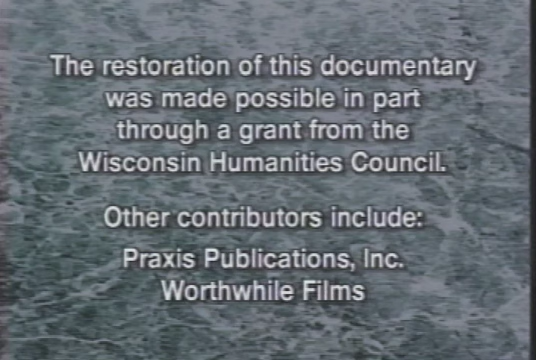 The restoration of this documentary
was made possible in part
through a grant from the
Wisconsin Humanities Council.
Other contributors include:
Praxis Publications, Inc.
Worthwhile Films